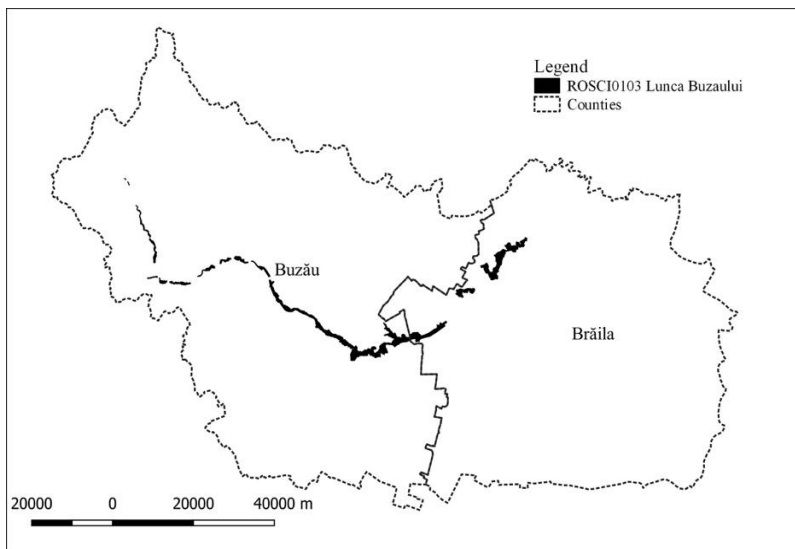 Legend
ROSCI0103 Lunca Buzaului
Counties
Buzău
Brăila
20000 0 20000 40000 m